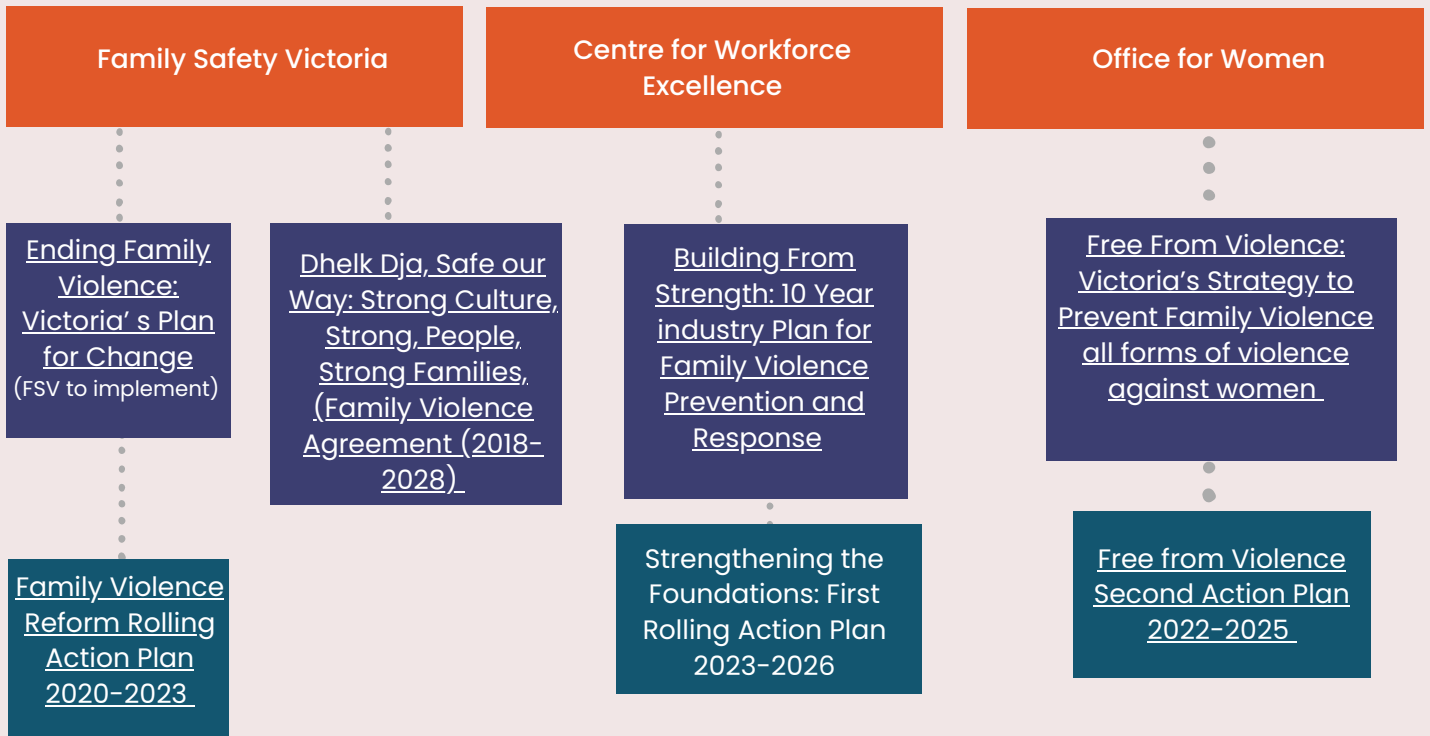 Family Safety Victoria
Centre for Workforce
Excellence
Office for Women
Ending Family
Violence:
Victoria’ s Plan
for Change
(FSV to implement)
Dhelk Dja, Safe our
Way: Strong Culture,
Strong, People,
Strong Families,
(Family Violence
Agreement (2018-
2028)
Building From
Strength: 10 Year
industry Plan for
Family Violence
Prevention and
Response
Free From Violence:
Victoria’s Strategy to
Prevent Family Violence
all forms of violence
against women
Family Violence
Reform Rolling
Action Plan
2020-2023
Strengthening the
Foundations: First
Rolling Action Plan
2023-2026
Free from Violence
Second Action Plan
2022-2025